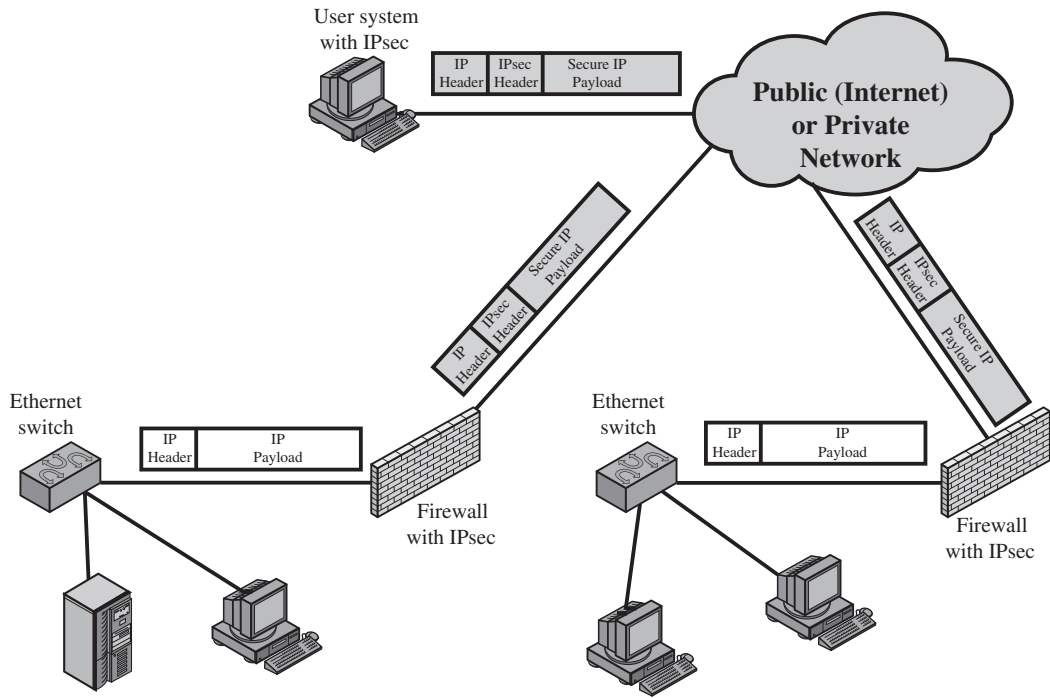 User system
with IPsec
IP
Header
IPsec
Header
Secure IP
Payload
Public (Internet)
or Private
Network
IP
Header
IPsec
Header
Secure IP
Payload
IP
Header
IPsec
Header
Secure IP
Payload
Ethernet
switch
IP
Header
IP
Payload
Firewall
with IPsec
Ethernet
switch
IP
Header
IP
Payload
Firewall
with IPsec